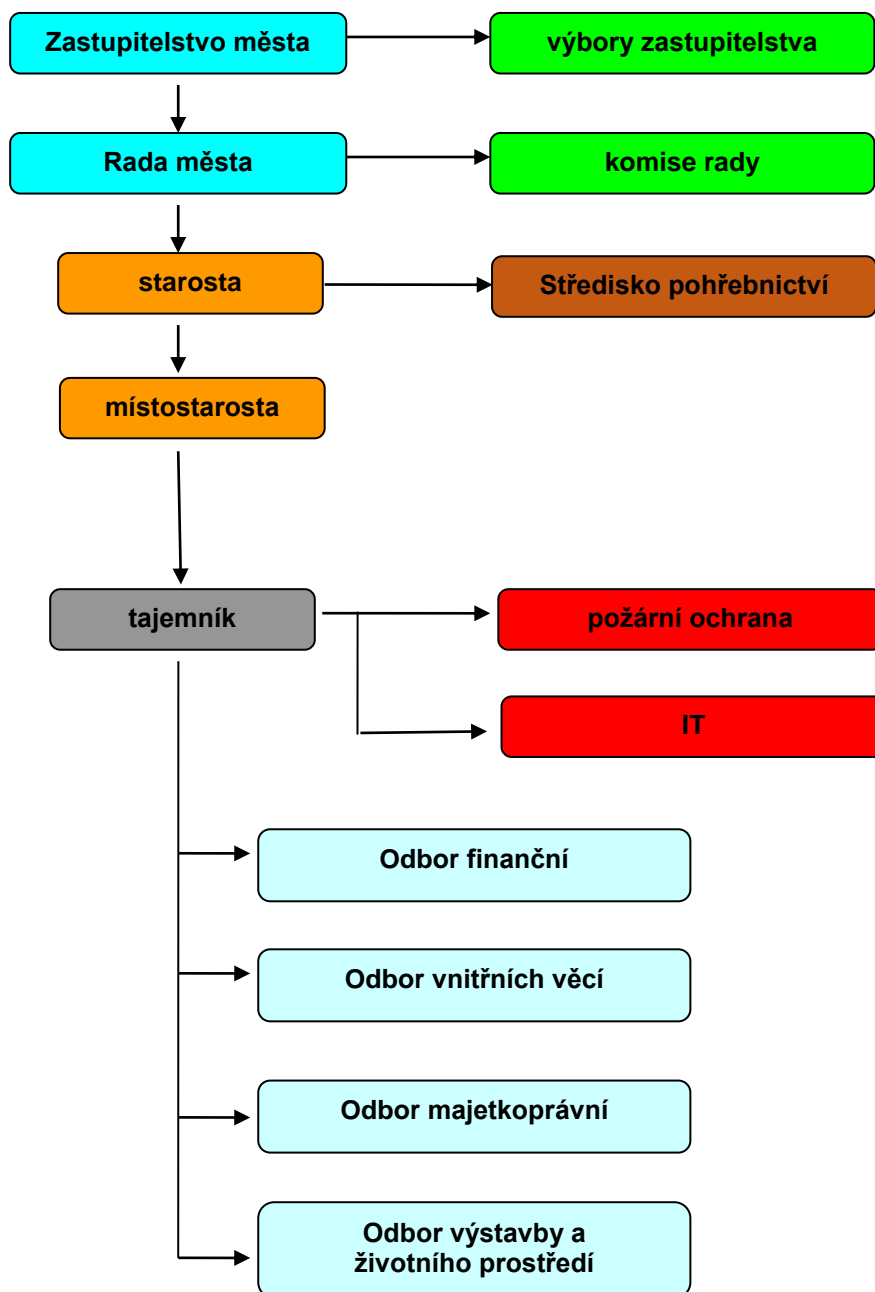 Zastupitelstvo města
výbory zastupitelstva
Rada města
komise rady
starosta
Středisko pohřebnictví
místostarosta
tajemník
požární ochrana
IT
Odbor finanční
Odbor vnitřních věcí
Odbor majetkoprávní
Odbor výstavby a
životního prostředí